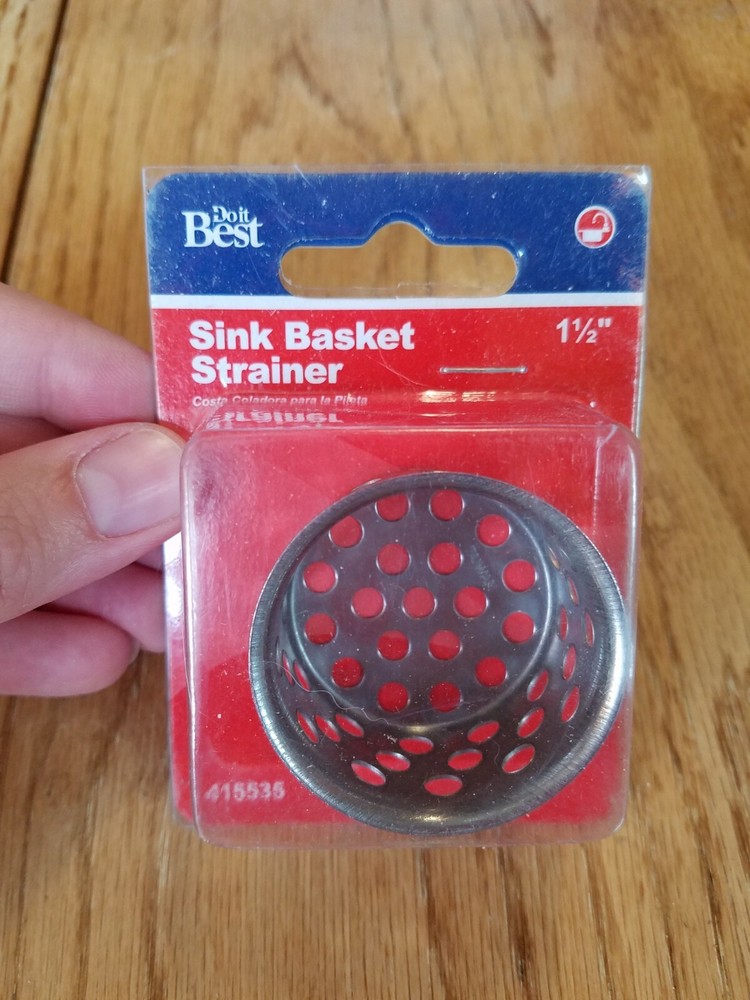 Do it
Best
Sink Basket
Strainer
1½"
Costa Coladora para la Pileta
415535